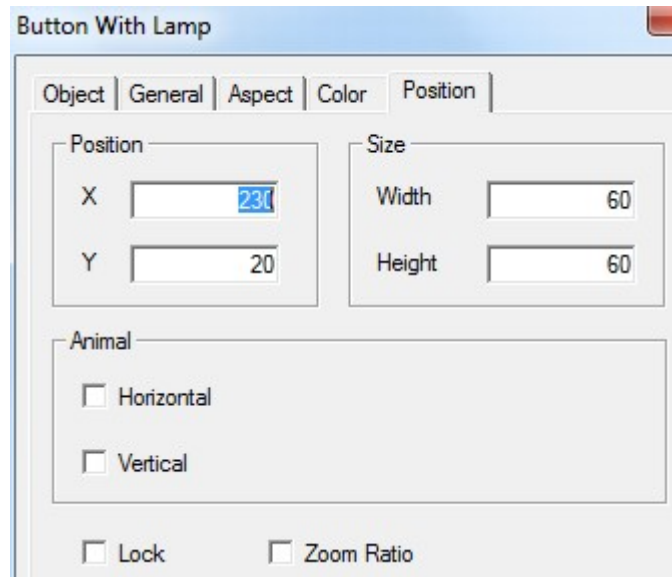 Button With Lamp
Object General Aspect Color Position
Position
X 230
Y 20
Size
Width 60
Height 60
Animal
Horizontal
Vertical
Lock Zoom Ratio